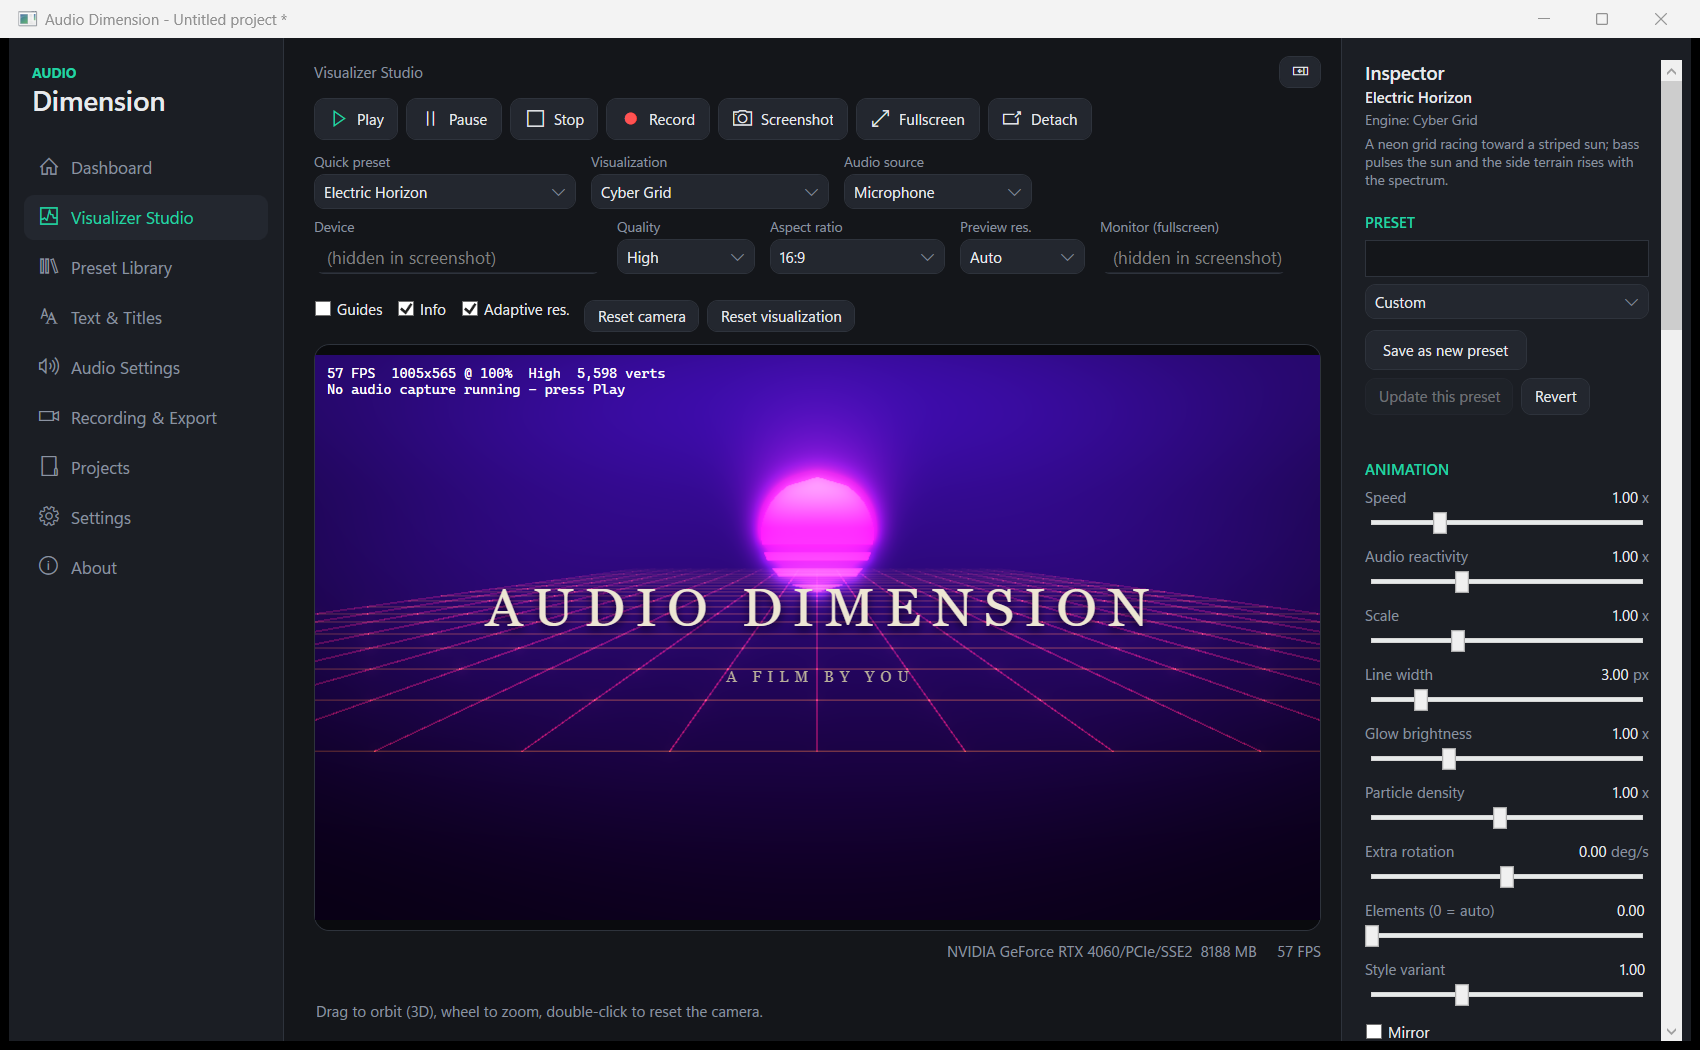 Audio Dimension - Untitled project *
AUDIO
Dimension
Dashboard
Visualizer Studio
Preset Library
Text & Titles
Audio Settings
Recording & Export
Projects
Settings
About
Visualizer Studio
Play
Pause
Stop
Record
Screenshot
Fullscreen
Detach
Quick preset
Visualization
Audio source
Electric Horizon
Cyber Grid
Microphone
Device
Quality
Aspect ratio
Preview res.
Monitor (fullscreen)
(hidden in screenshot)
High
16:9
Auto
(hidden in screenshot)
Guides
Info
Adaptive res.
Reset camera
Reset visualization
57 FPS 1005x565 @ 100% High 5,598 verts
No audio capture running – press Play
AUDIO DIMENSION
A FILM BY YOU
NVIDIA GeForce RTX 4060/PCIe/SSE2 8188 MB 57 FPS
Drag to orbit (3D), wheel to zoom, double-click to reset the camera.
Inspector
Electric Horizon
Engine: Cyber Grid
A neon grid racing toward a striped sun; bass
pulses the sun and the side terrain rises with
the spectrum.
PRESET
Custom
Save as new preset
Update this preset
Revert
ANIMATION
Speed 1.00 x
Audio reactivity 1.00 x
Scale 1.00 x
Line width 3.00 px
Glow brightness 1.00 x
Particle density 1.00 x
Extra rotation 0.00 deg/s
Elements (0 = auto) 0.00
Style variant 1.00
Mirror